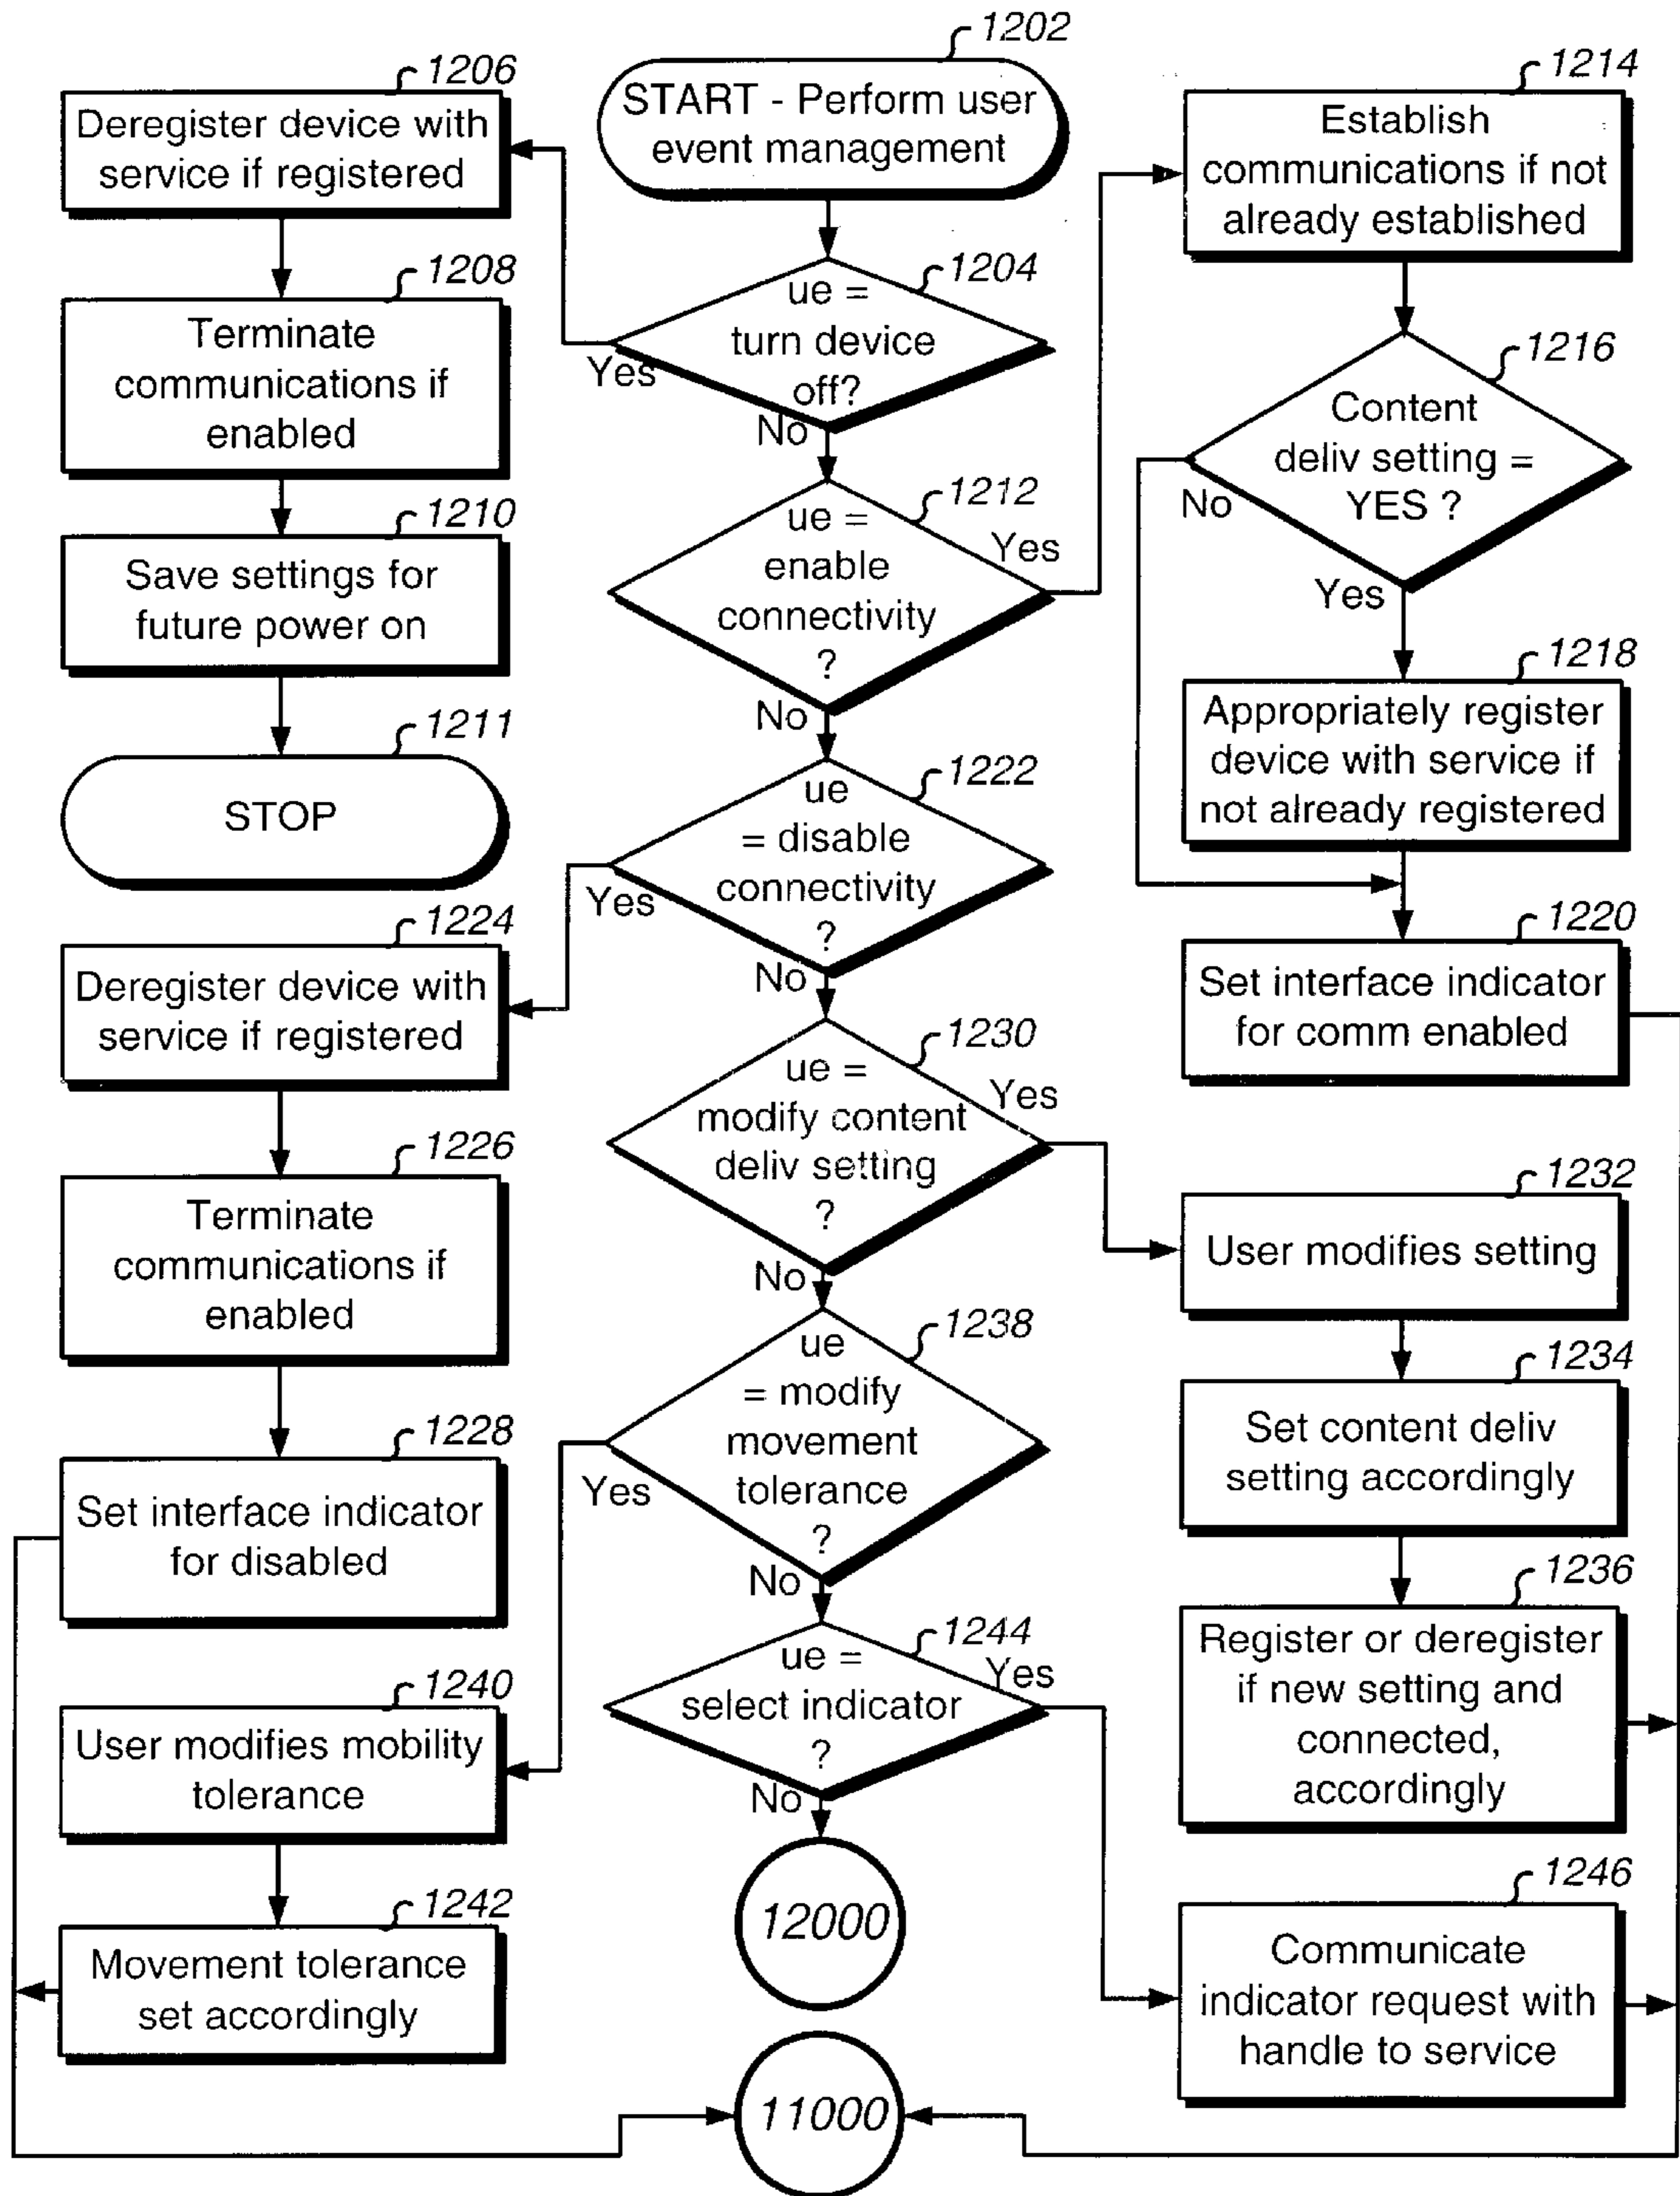 1202
START - Perform user
event management
1204
ue =
turn device
off?
Yes
No
1206
Deregister device with
service if registered
1208
Terminate
communications if
enabled
1210
Save settings for
future power on
1211
STOP
1212
ue =
enable
connectivity
?
Yes
No
1214
Establish
communications if not
already established
1216
Content
deliv setting =
YES ?
No
Yes
1218
Appropriately register
device with service if
not already registered
1220
Set interface indicator
for comm enabled
1222
ue
= disable
connectivity
?
Yes
No
1224
Deregister device with
service if registered
1226
Terminate
communications if
enabled
1228
Set interface indicator
for disabled
1230
ue =
modify content
deliv setting
?
Yes
No
1232
User modifies setting
1234
Set content deliv
setting accordingly
1236
Register or deregister
if new setting and
connected,
accordingly
1238
ue
= modify
movement
tolerance
?
Yes
No
1240
User modifies mobility
tolerance
1242
Movement tolerance
set accordingly
1244
ue =
select indicator
?
Yes
No
1246
Communicate
indicator request with
handle to service
12000
11000